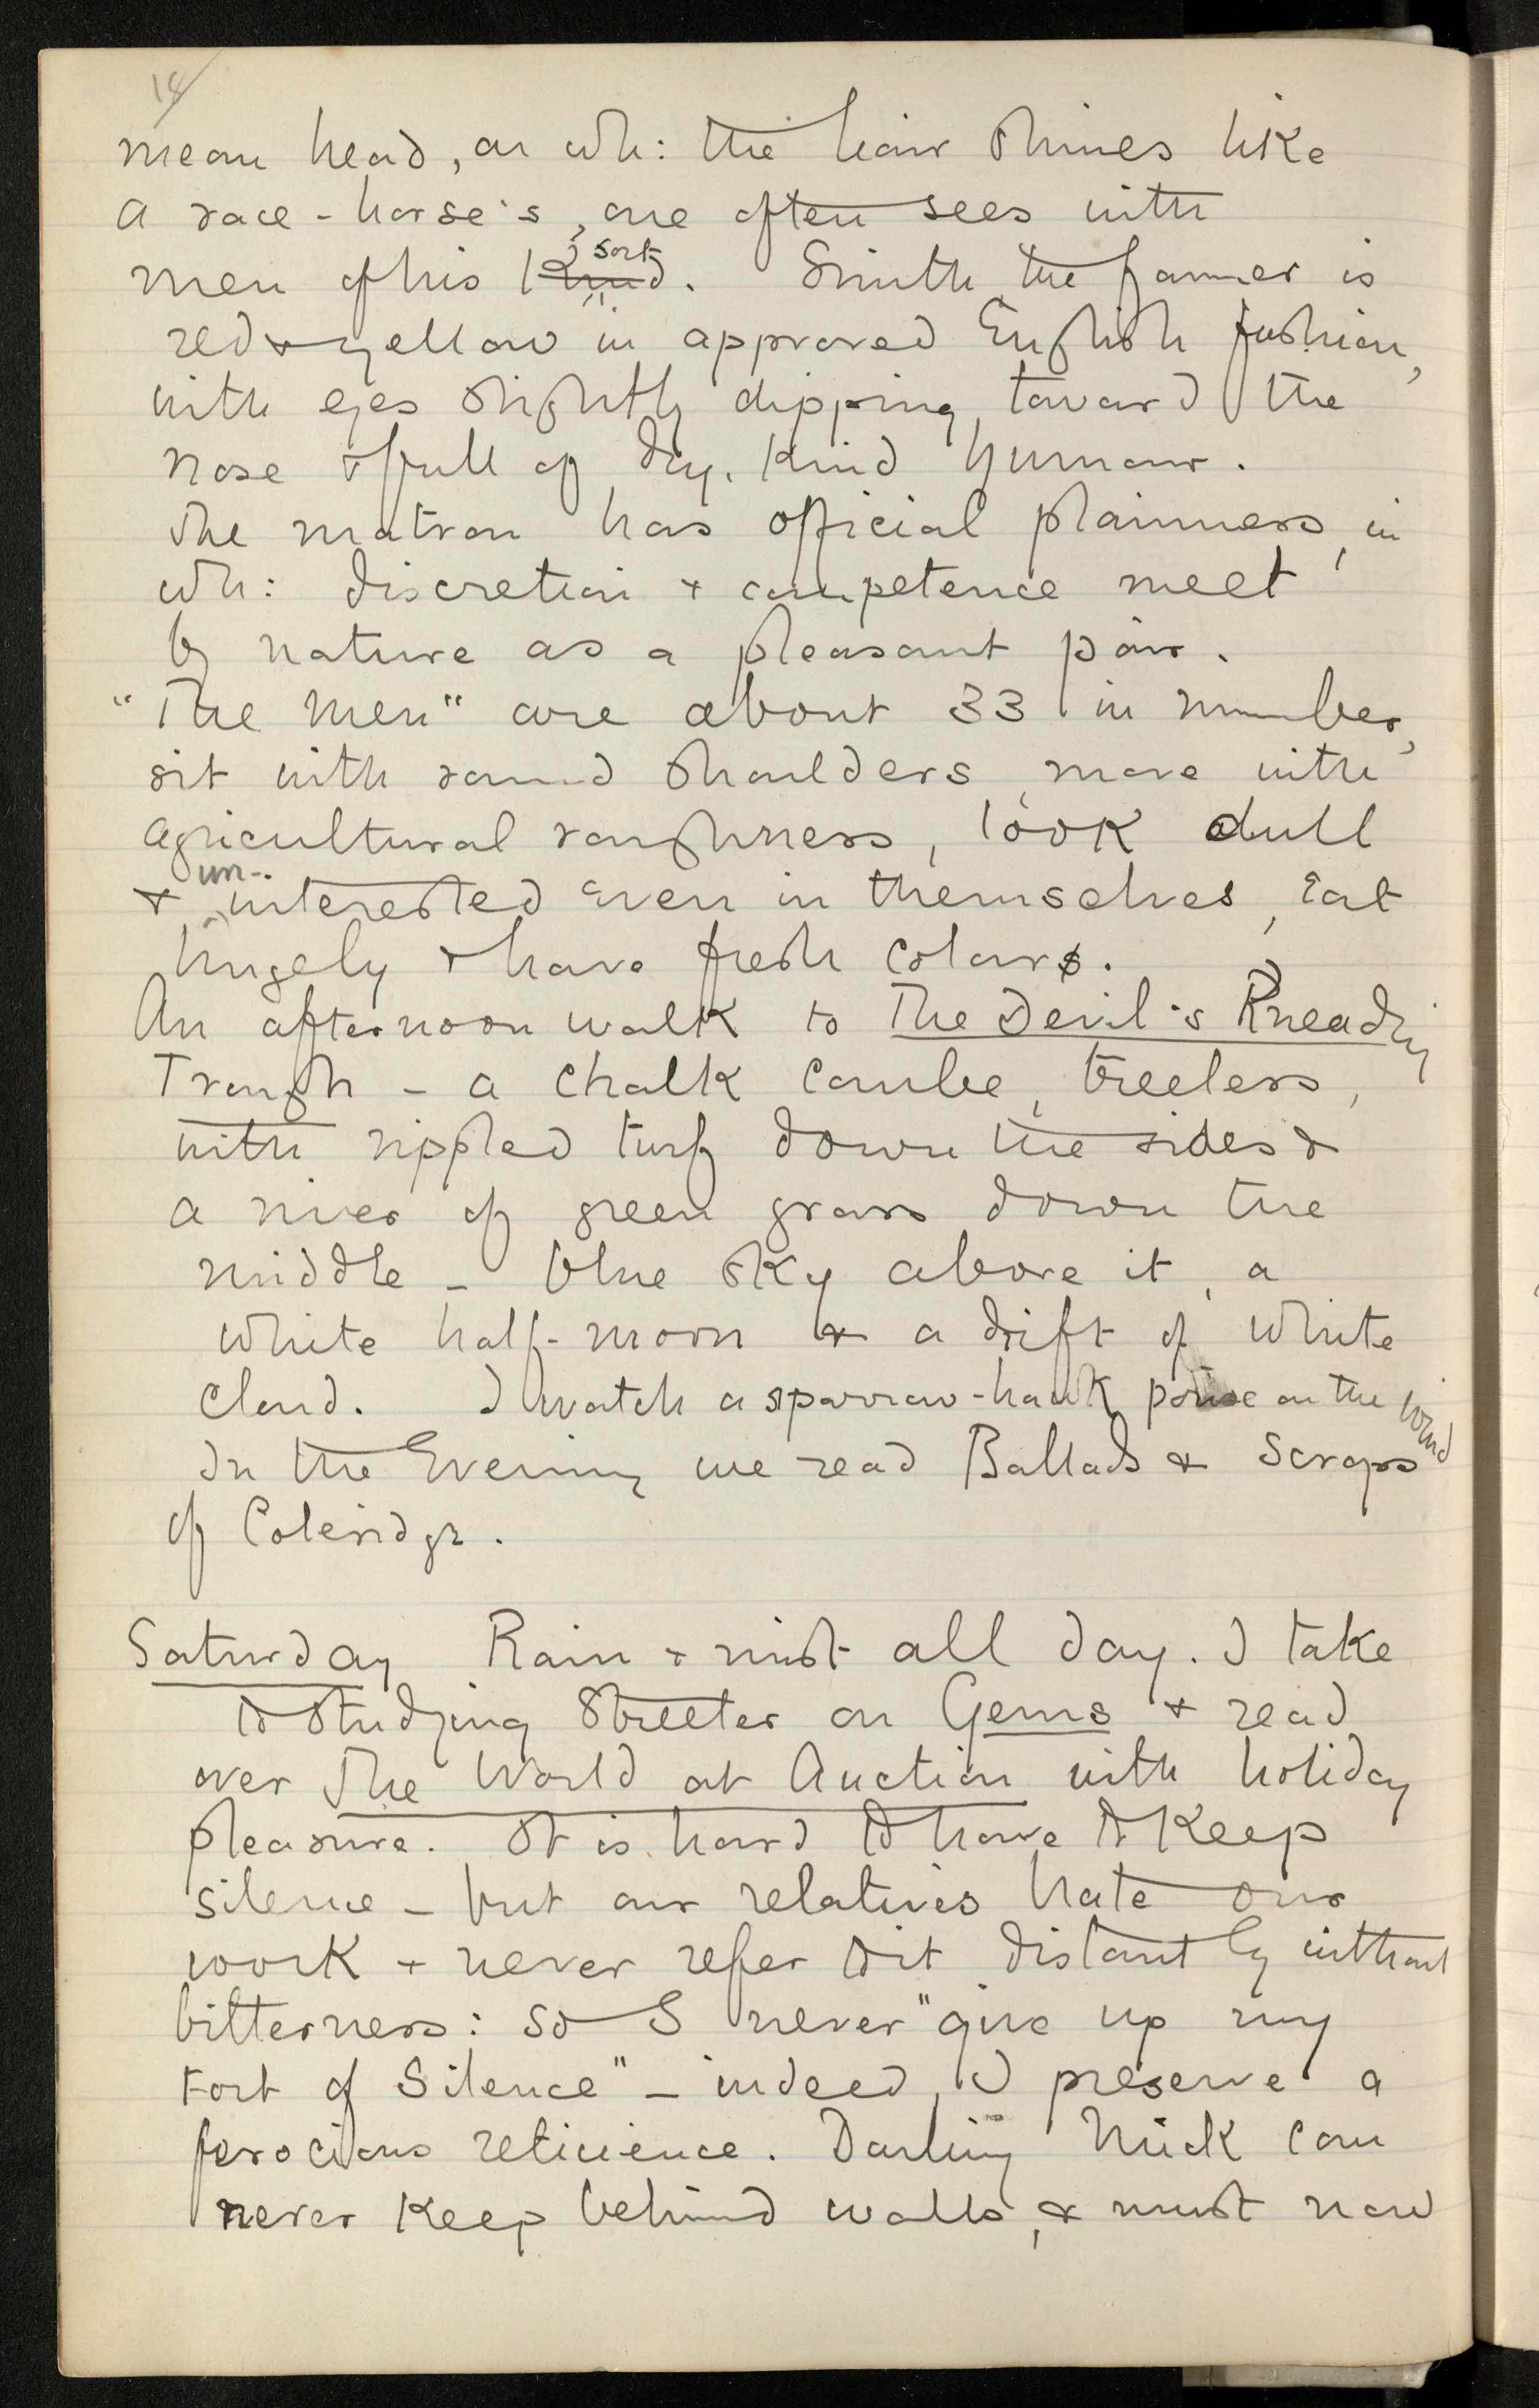 18
mean head, on wh: the hair shines like
a race-horse's, one often sees with
men of his kind. sort Smith the farmer is
red & yellow in approved English fashion,
with eyes slightly dipping toward the
nose & full of dry, kind humour.
The matron has official plainness, in
wh: discretion & competence meet
by nature as a pleasant pair.
"The men" are about 33 in number,
sit with round shoulders, move with
agricultural roughness, look dull
& un-interested even in themselves, eat
hugely & have fresh colours.
An afternoon walk to The Devil's Kneading
Trough - a chalk combe, treeless,
with rippled turf down the sides &
a river of green grass down the
middle - blue sky above it, a
white half-moon & a drift of white
cloud. I watch a sparrow-hawk poise on the wind
In the Evening we read Ballads & Scraps
of Coleridge.
Saturday Rain & mist all day. I take
to studying Streeter on Gems & read
over The World at Auction with holiday
pleasure. It is hard to have to keep
silence - but our relatives hate our
work & never refer to it distantly without
bitterness: so I never "give up my
Fort of Silence" - indeed, I preserve a
ferocious reticience. Darling Mick can
never keep behind walls, & must now